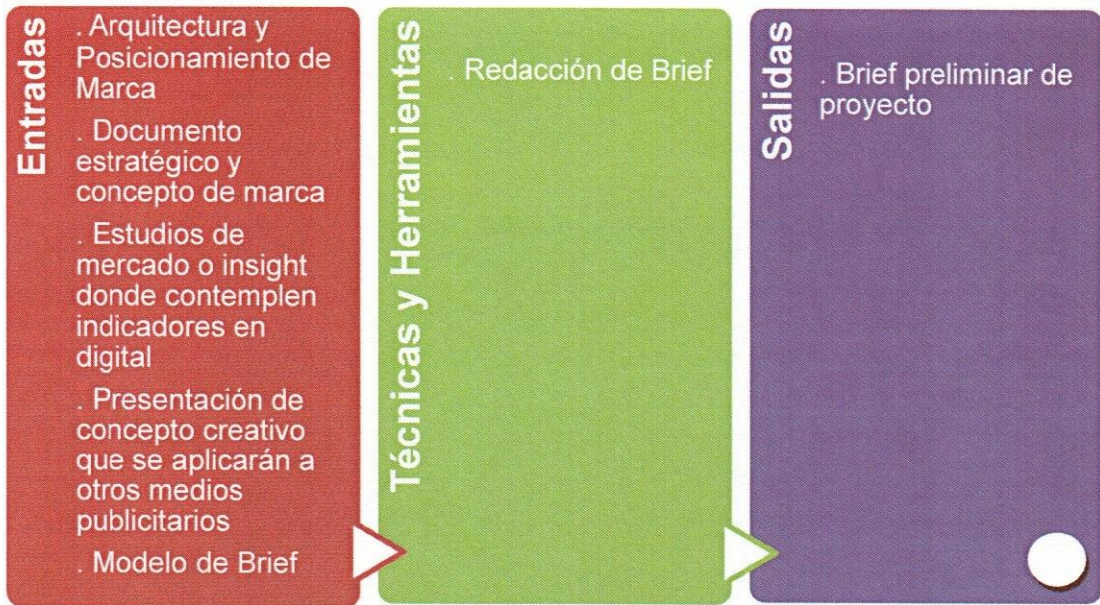 Entradas
. Arquitectura y
Posicionamiento de
Marca
. Documento
estratégico y
concepto de marca
. Estudios de
mercado o insight
donde contemplen
indicadores en
digital
. Presentación de
concepto creativo
que se aplicarán a
otros medios
publicitarios
. Modelo de Brief
Técnicas y Herramientas
. Redacción de Brief
Salidas
. Brief preliminar de
proyecto